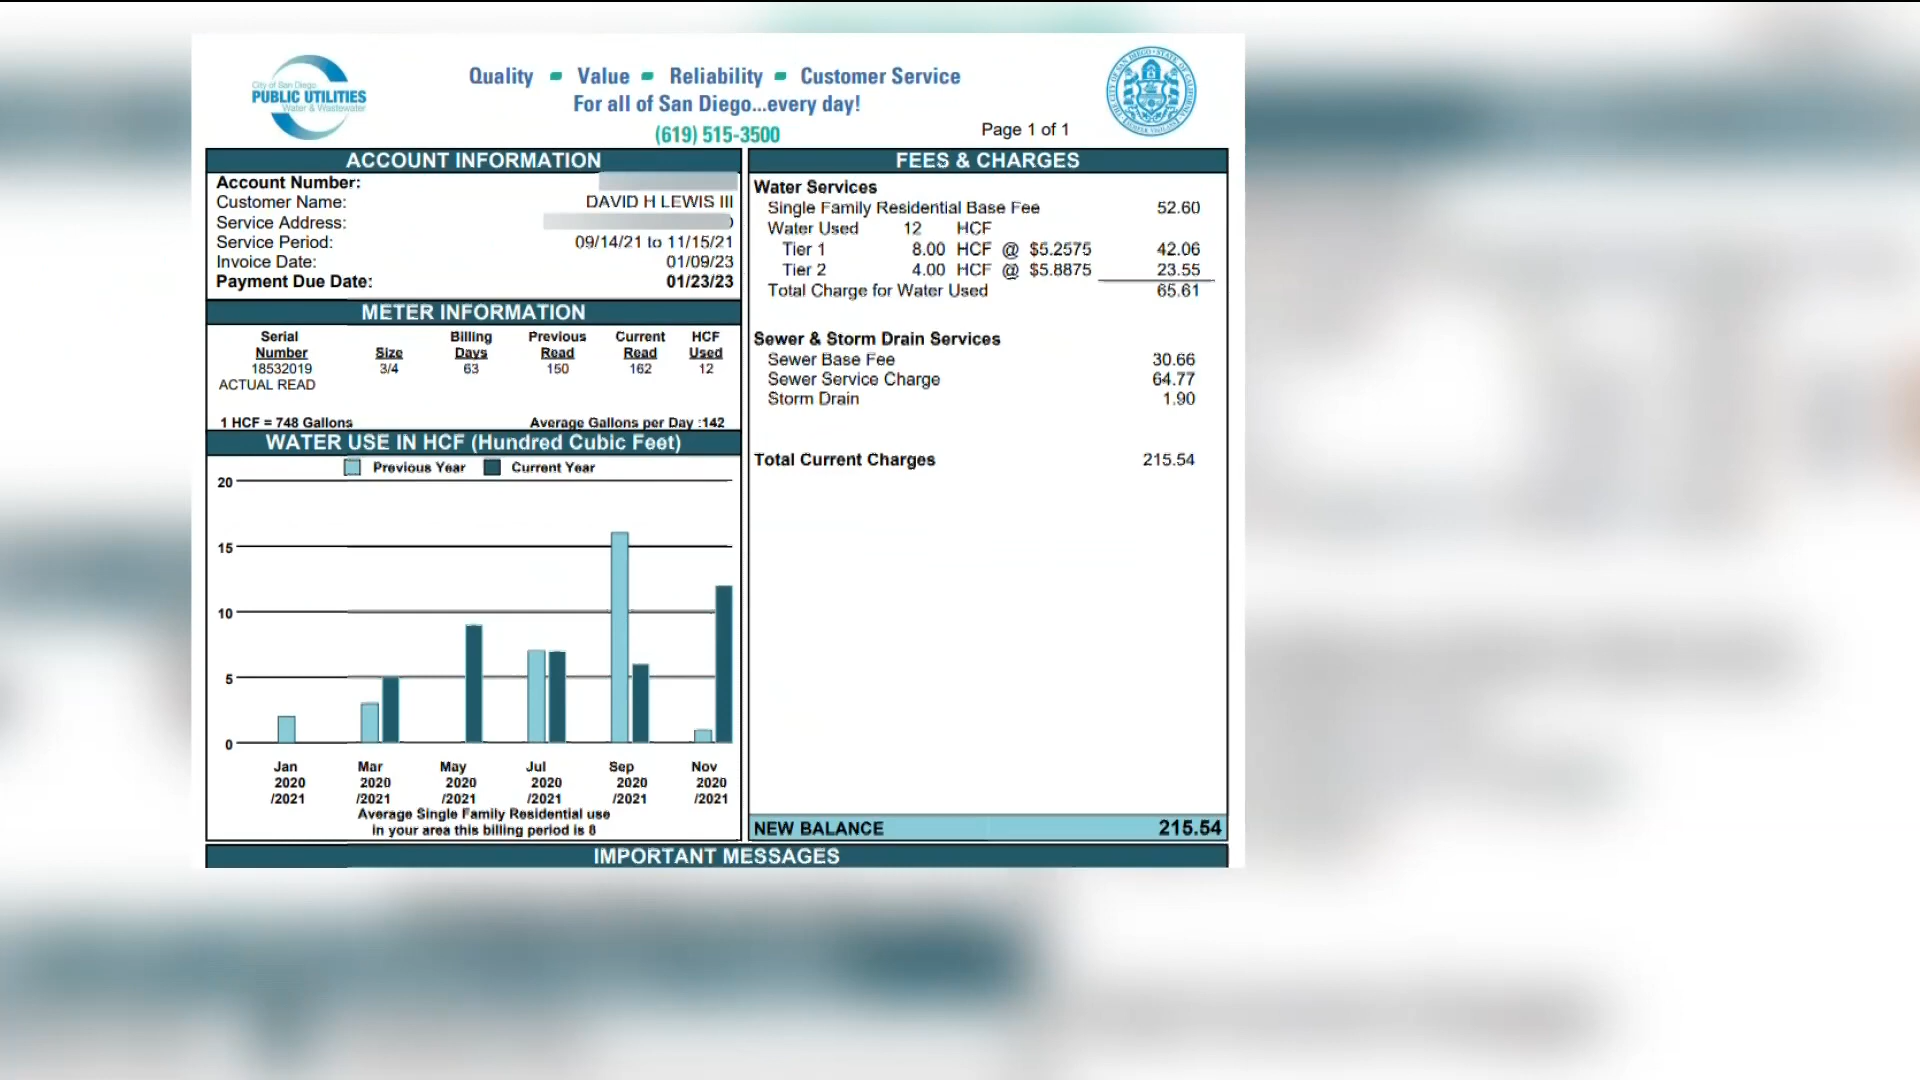 City of San Diego
PUBLIC UTILITIES
Water & Wastewater
Quality - Value - Reliability - Customer Service
For all of San Diego...every day!
(619) 515-3500
Page 1 of 1
ACCOUNT INFORMATION
Account Number:
Customer Name: DAVID H LEWIS III
Service Address:
Service Period: 09/14/21 to 11/15/21
Invoice Date: 01/09/23
Payment Due Date: 01/23/23
METER INFORMATION
Serial Billing Previous Current HCF
Number Size Days Read Read Used
18532019 3/4 63 150 162 12
ACTUAL READ
1 HCF = 748 Gallons Average Gallons per Day :142
WATER USE IN HCF (Hundred Cubic Feet)
Previous Year Current Year
20
15
10
5
0
Jan Mar May Jul Sep Nov
2020 2020 2020 2020 2020 2020
/2021 /2021 /2021 /2021 /2021 /2021
Average Single Family Residential use
in your area this billing period is 8
FEES & CHARGES
Water Services
Single Family Residential Base Fee 52.60
Water Used 12 HCF
Tier 1 8.00 HCF @ $5.2575 42.06
Tier 2 4.00 HCF @ $5.8875 23.55
Total Charge for Water Used 65.61
Sewer & Storm Drain Services
Sewer Base Fee 30.66
Sewer Service Charge 64.77
Storm Drain 1.90
Total Current Charges 215.54
NEW BALANCE 215.54
IMPORTANT MESSAGES